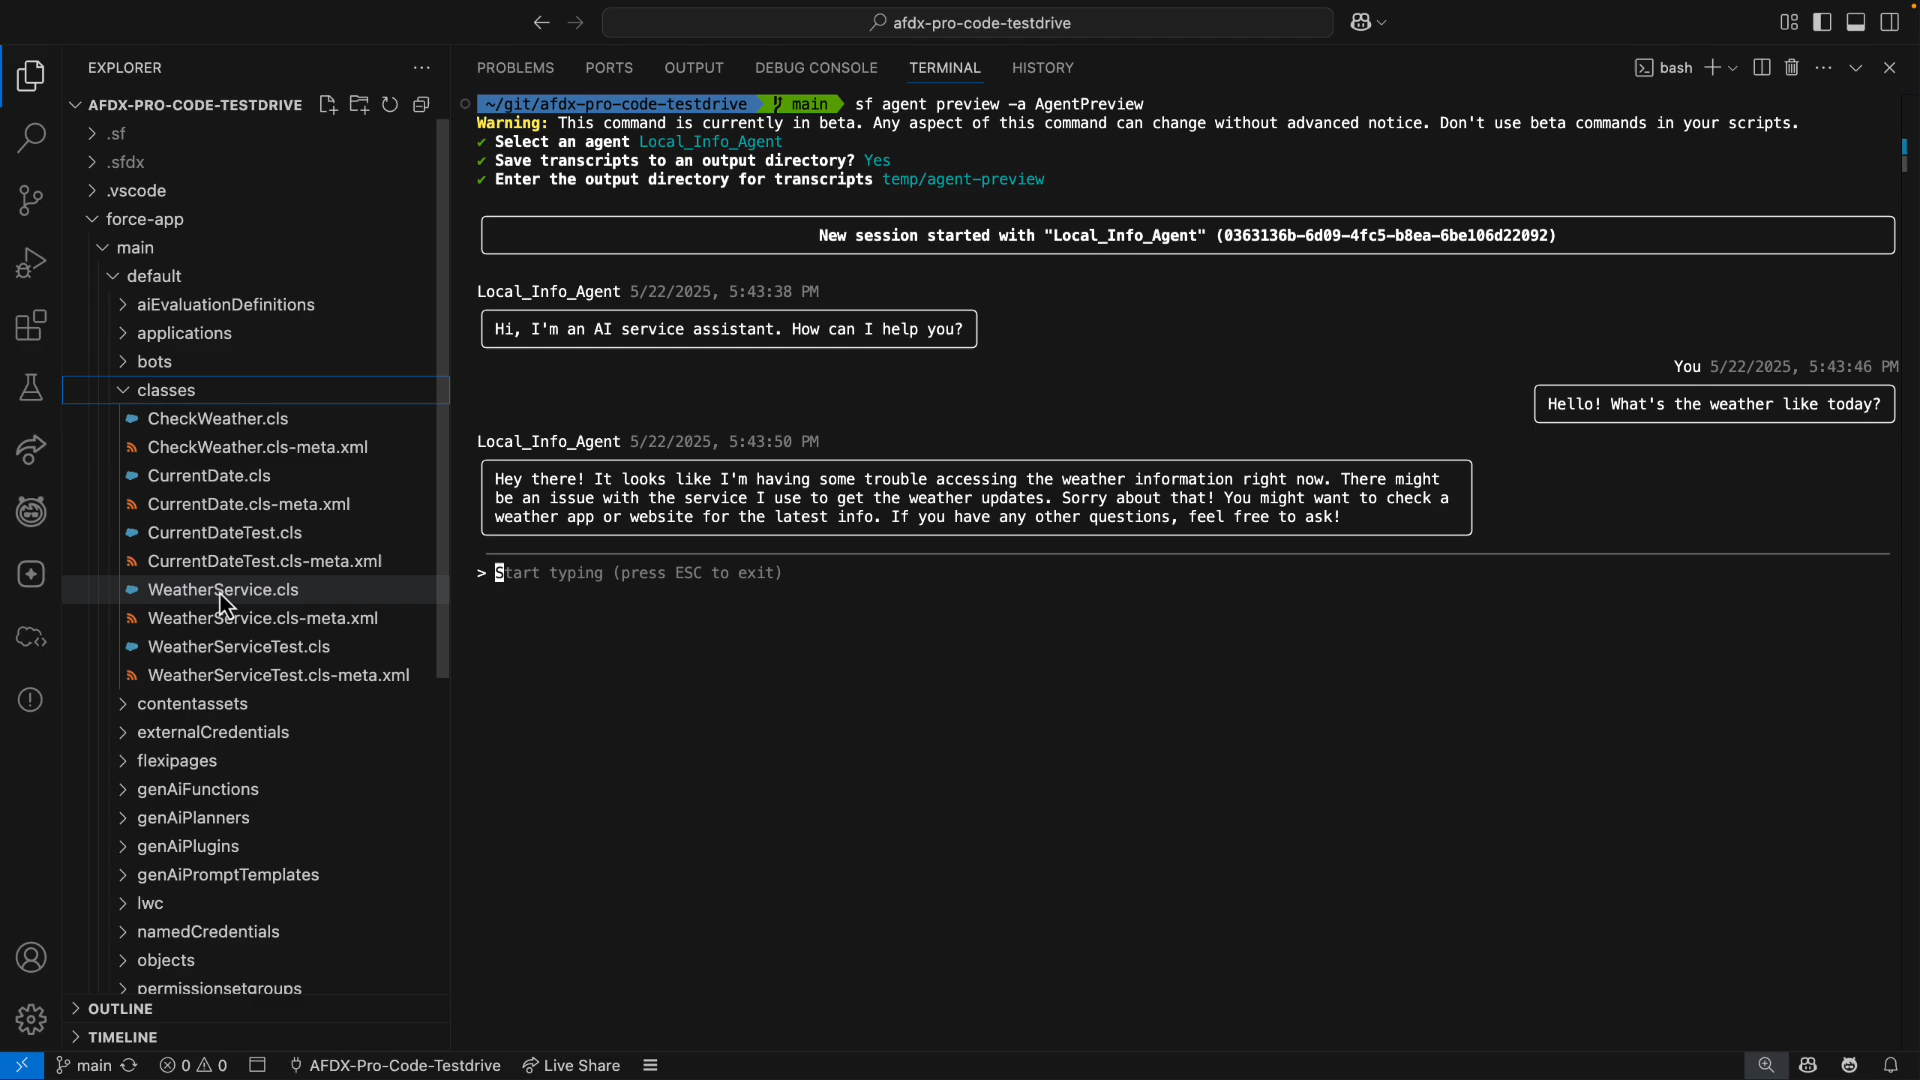 afdx-pro-code-testdrive
EXPLORER
AFDX-PRO-CODE-TESTDRIVE
.sf
.sfdx
.vscode
force-app
main
default
aiEvaluationDefinitions
applications
bots
classes
CheckWeather.cls
CheckWeather.cls-meta.xml
CurrentDate.cls
CurrentDate.cls-meta.xml
CurrentDateTest.cls
CurrentDateTest.cls-meta.xml
WeatherService.cls
WeatherService.cls-meta.xml
WeatherServiceTest.cls
WeatherServiceTest.cls-meta.xml
contentassets
externalCredentials
flexipages
genAiFunctions
genAiPlanners
genAiPlugins
genAiPromptTemplates
lwc
namedCredentials
objects
permissionsetgroups
OUTLINE
TIMELINE
PROBLEMS PORTS OUTPUT DEBUG CONSOLE TERMINAL HISTORY bash
~/git/afdx-pro-code-testdrive main sf agent preview -a AgentPreview
Warning: This command is currently in beta. Any aspect of this command can change without advanced notice. Don't use beta commands in your scripts.
✔ Select an agent Local_Info_Agent
✔ Save transcripts to an output directory? Yes
✔ Enter the output directory for transcripts temp/agent-preview
New session started with "Local_Info_Agent" (0363136b-6d09-4fc5-b8ea-6be106d22092)
Local_Info_Agent 5/22/2025, 5:43:38 PM
Hi, I'm an AI service assistant. How can I help you?
You 5/22/2025, 5:43:46 PM
Hello! What's the weather like today?
Local_Info_Agent 5/22/2025, 5:43:50 PM
Hey there! It looks like I'm having some trouble accessing the weather information right now. There might
be an issue with the service I use to get the weather updates. Sorry about that! You might want to check a
weather app or website for the latest info. If you have any other questions, feel free to ask!
> Start typing (press ESC to exit)
main 0 0 AFDX-Pro-Code-Testdrive Live Share